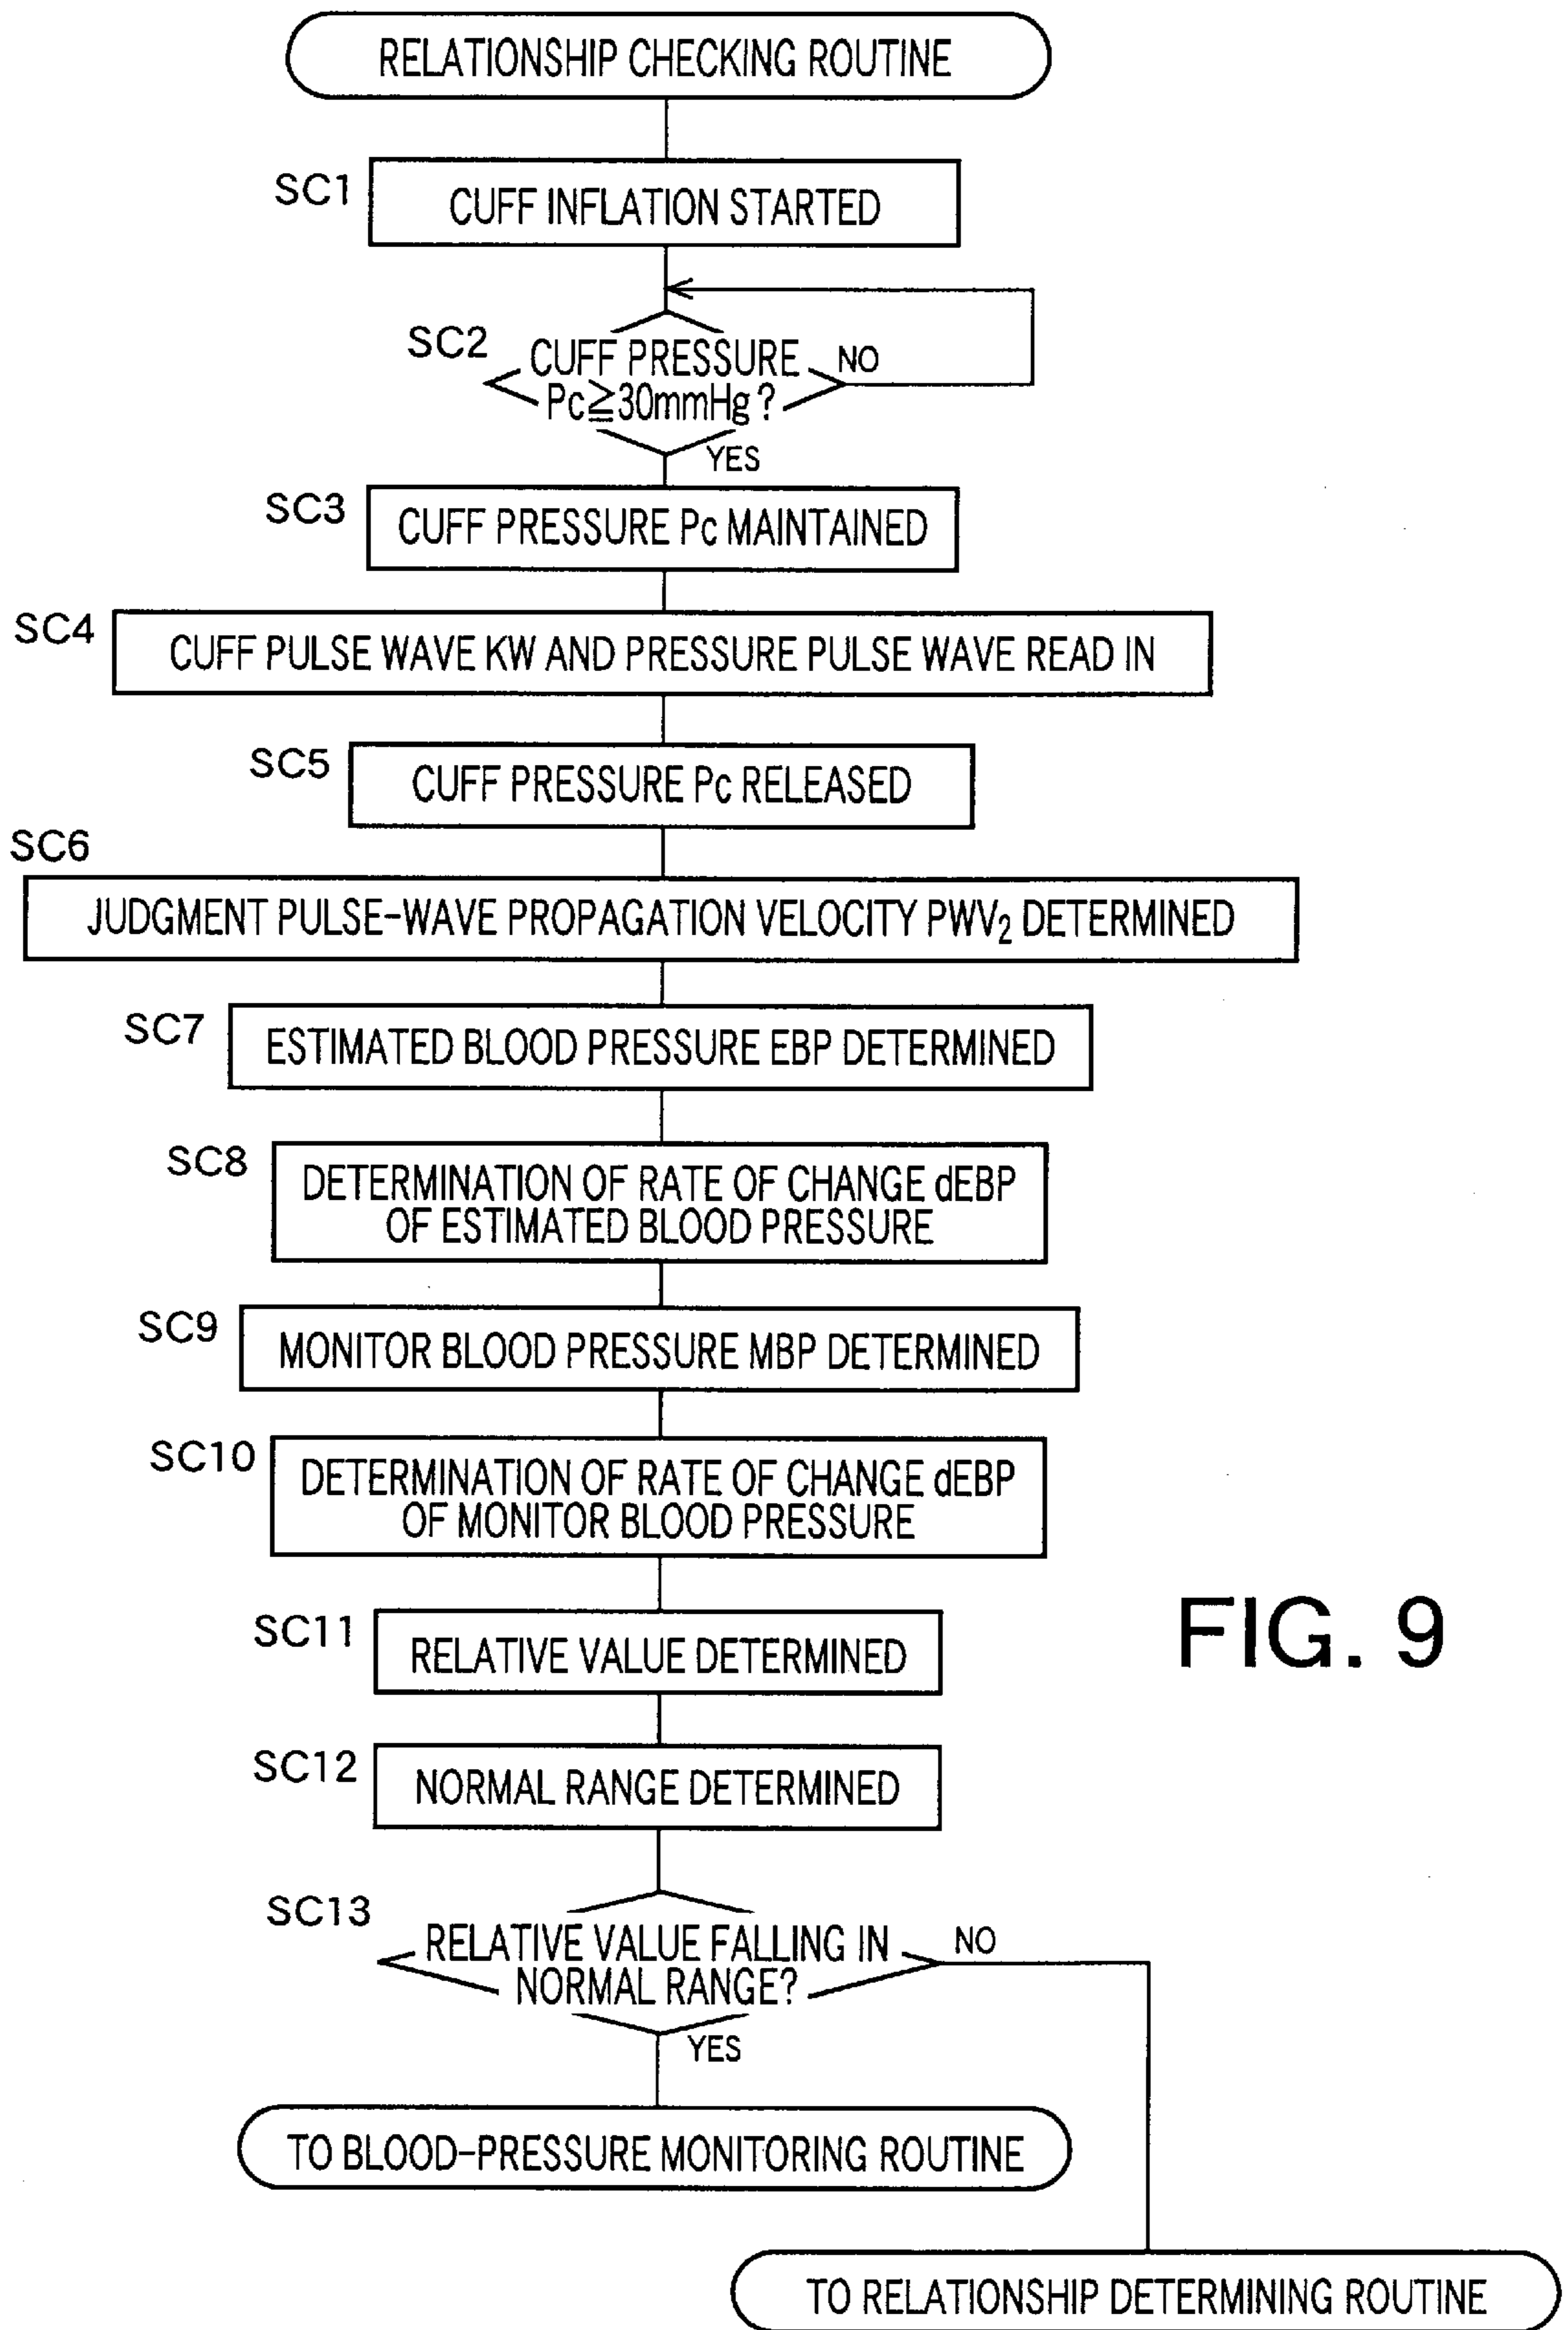 RELATIONSHIP CHECKING ROUTINE
SC1
CUFF INFLATION STARTED
SC2
CUFF PRESSURE
Pc≧30mmHg?
NO
YES
SC3
CUFF PRESSURE Pc MAINTAINED
SC4
CUFF PULSE WAVE KW AND PRESSURE PULSE WAVE READ IN
SC5
CUFF PRESSURE Pc RELEASED
SC6
JUDGMENT PULSE-WAVE PROPAGATION VELOCITY PWV₂ DETERMINED
SC7
ESTIMATED BLOOD PRESSURE EBP DETERMINED
SC8
DETERMINATION OF RATE OF CHANGE dEBP
OF ESTIMATED BLOOD PRESSURE
SC9
MONITOR BLOOD PRESSURE MBP DETERMINED
SC10
DETERMINATION OF RATE OF CHANGE dEBP
OF MONITOR BLOOD PRESSURE
SC11
RELATIVE VALUE DETERMINED
FIG. 9
SC12
NORMAL RANGE DETERMINED
SC13
RELATIVE VALUE FALLING IN
NORMAL RANGE?
NO
YES
TO BLOOD-PRESSURE MONITORING ROUTINE
TO RELATIONSHIP DETERMINING ROUTINE